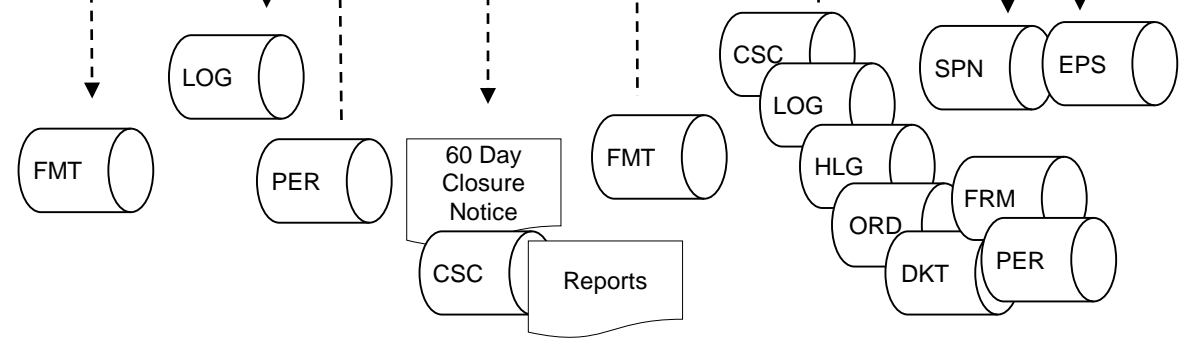 FMT
LOG
PER
60 Day
Closure
Notice
CSC
Reports
FMT
CSC
LOG
HLG
ORD
DKT
FRM
PER
SPN
EPS